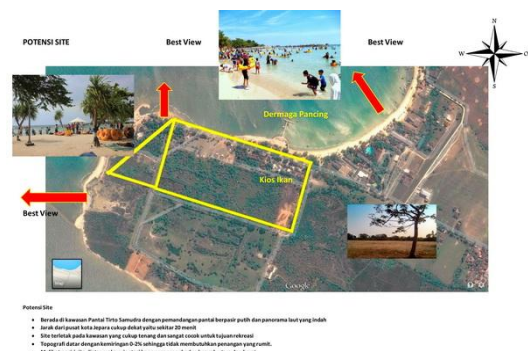 POTENSI SITE
Best View
Best View
N
W
E
S
Dermaga Pancing
Kios Ikan
Best View
Google
Potensi Site
Berada di kawasan Pantai Tirto Samudra dengan pemandangan pantai berpasir putih dan panorama laut yang indah
Jarak dari pusat kota Jepara cukup dekat yaitu sekitar 20 menit
Site terletak pada kawasan yang cukup tenang dan sangat cocok untuk tujuan rekreasi
Topografi datar dengan kemiringan 0-2% sehingga tidak membutuhkan penangan yang rumit.